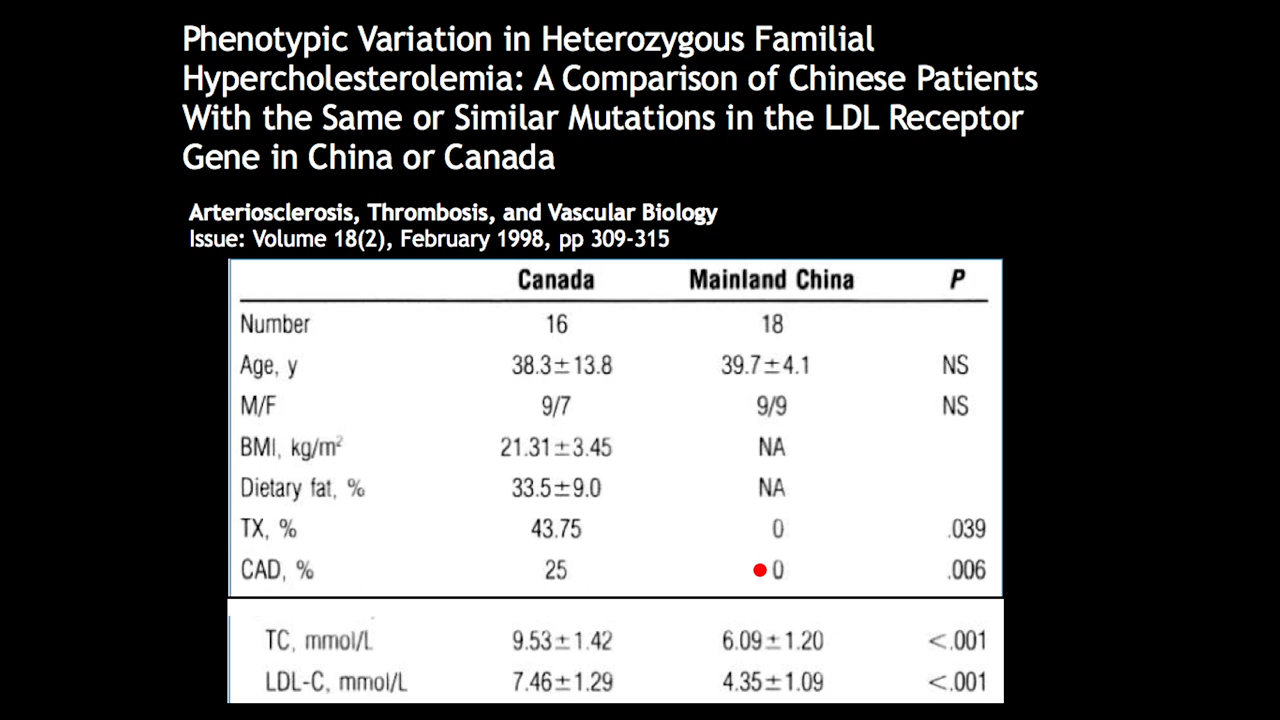 Phenotypic Variation in Heterozygous Familial
Hypercholesterolemia: A Comparison of Chinese Patients
With the Same or Similar Mutations in the LDL Receptor
Gene in China or Canada
Arteriosclerosis, Thrombosis, and Vascular Biology
Issue: Volume 18(2), February 1998, pp 309-315
Canada Mainland China P
Number 16 18
Age, y 38.3±13.8 39.7±4.1 NS
M/F 9/7 9/9 NS
BMI, kg/m² 21.31±3.45 NA
Dietary fat, % 33.5±9.0 NA
TX, % 43.75 0 .039
CAD, % 25 0 .006
TC, mmol/L 9.53±1.42 6.09±1.20 <.001
LDL-C, mmol/L 7.46±1.29 4.35±1.09 <.001